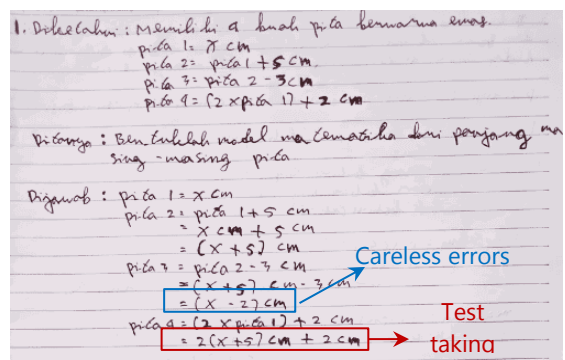 1. Diketahui : Memiliki 4 buah pita berwarna emas.
pita 1 = x cm
pita 2 = pita 1 + 5 cm
pita 3 = pita 2 - 3 cm
pita 4 = (2 x pita 1) + 2 cm
Ditanya : Bentuklah model matematika dari panjang ma
sing - masing pita
Dijawab : pita 1 = x cm
pita 2 = pita 1 + 5 cm
= x cm + 5 cm
= (x + 5) cm
pita 3 = pita 2 - 3 cm
= (x + 5) cm - 3 cm
= (x - 2) cm
Careless errors
pita 4 = (2 x pita 1) + 2 cm
= 2(x + 5) cm + 2 cm
Test
taking